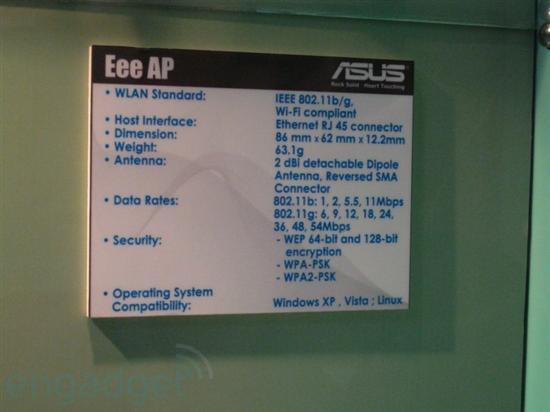 Eee AP
ASUS
Rock Solid · Heart Touching
• WLAN Standard: IEEE 802.11b/g,
Wi-Fi compliant
• Host Interface: Ethernet RJ 45 connector
• Dimension: 86 mm x 62 mm x 12.2mm
• Weight: 63.1g
• Antenna: 2 dBi detachable Dipole
Antenna, Reversed SMA
Connector
• Data Rates: 802.11b: 1, 2, 5.5, 11Mbps
802.11g: 6, 9, 12, 18, 24,
36, 48, 54Mbps
• Security: - WEP 64-bit and 128-bit
encryption
- WPA-PSK
- WPA2-PSK
• Operating System
Compatibility: Windows XP , Vista ; Linux
engadget